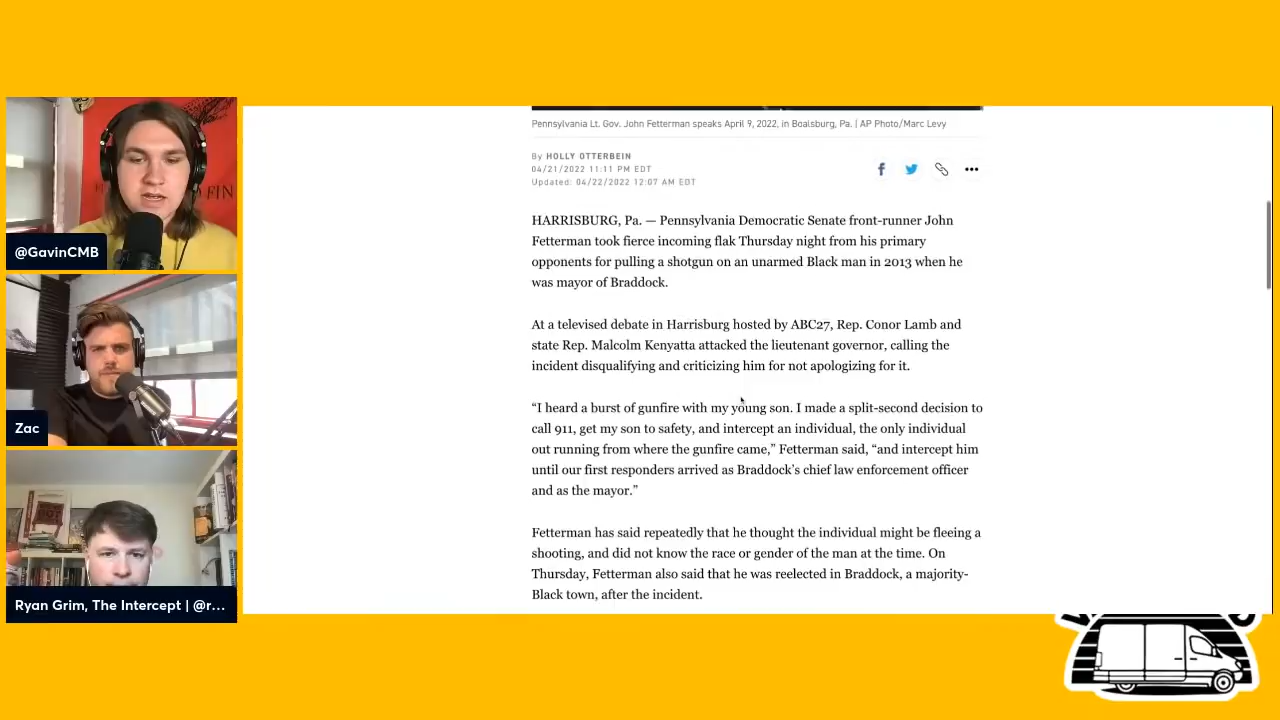 @GavinCMB
Zac
Ryan Grim, The Intercept | @r...
Pennsylvania Lt. Gov. John Fetterman speaks April 9, 2022, in Boalsburg, Pa. | AP Photo/Marc Levy
By HOLLY OTTERBEIN
04/21/2022 11:11 PM EDT
Updated: 04/22/2022 12:07 AM EDT
HARRISBURG, Pa. — Pennsylvania Democratic Senate front-runner John
Fetterman took fierce incoming flak Thursday night from his primary
opponents for pulling a shotgun on an unarmed Black man in 2013 when he
was mayor of Braddock.
At a televised debate in Harrisburg hosted by ABC27, Rep. Conor Lamb and
state Rep. Malcolm Kenyatta attacked the lieutenant governor, calling the
incident disqualifying and criticizing him for not apologizing for it.
“I heard a burst of gunfire with my young son. I made a split-second decision to
call 911, get my son to safety, and intercept an individual, the only individual
out running from where the gunfire came,” Fetterman said, “and intercept him
until our first responders arrived as Braddock’s chief law enforcement officer
and as the mayor.”
Fetterman has said repeatedly that he thought the individual might be fleeing a
shooting, and did not know the race or gender of the man at the time. On
Thursday, Fetterman also said that he was reelected in Braddock, a majority-
Black town, after the incident.